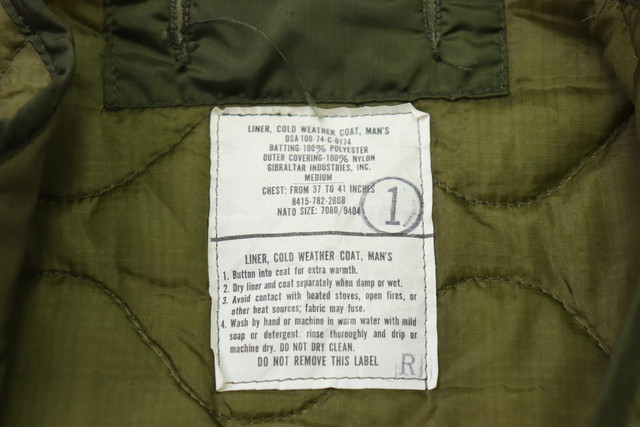 LINER, COLD WEATHER COAT, MAN'S
DSA 100-74-C-0174
BATTING-100% POLYESTER
OUTER COVERING-100% NYLON
GIBRALTAR INDUSTRIES, INC.
MEDIUM
CHEST: FROM 37 TO 41 INCHES
8415-782-2888
NATO SIZE: 7080/9404
1
LINER, COLD WEATHER COAT, MAN'S
1. Button into coat for extra warmth.
2. Dry liner and coat separately when damp or wet.
3. Avoid contact with heated stoves, open fires, or
other heat sources; fabric may fuse.
4. Wash by hand or machine in warm water with mild
soap or detergent. rinse thoroughly and drip or
machine dry. DO NOT DRY CLEAN.
DO NOT REMOVE THIS LABEL
R